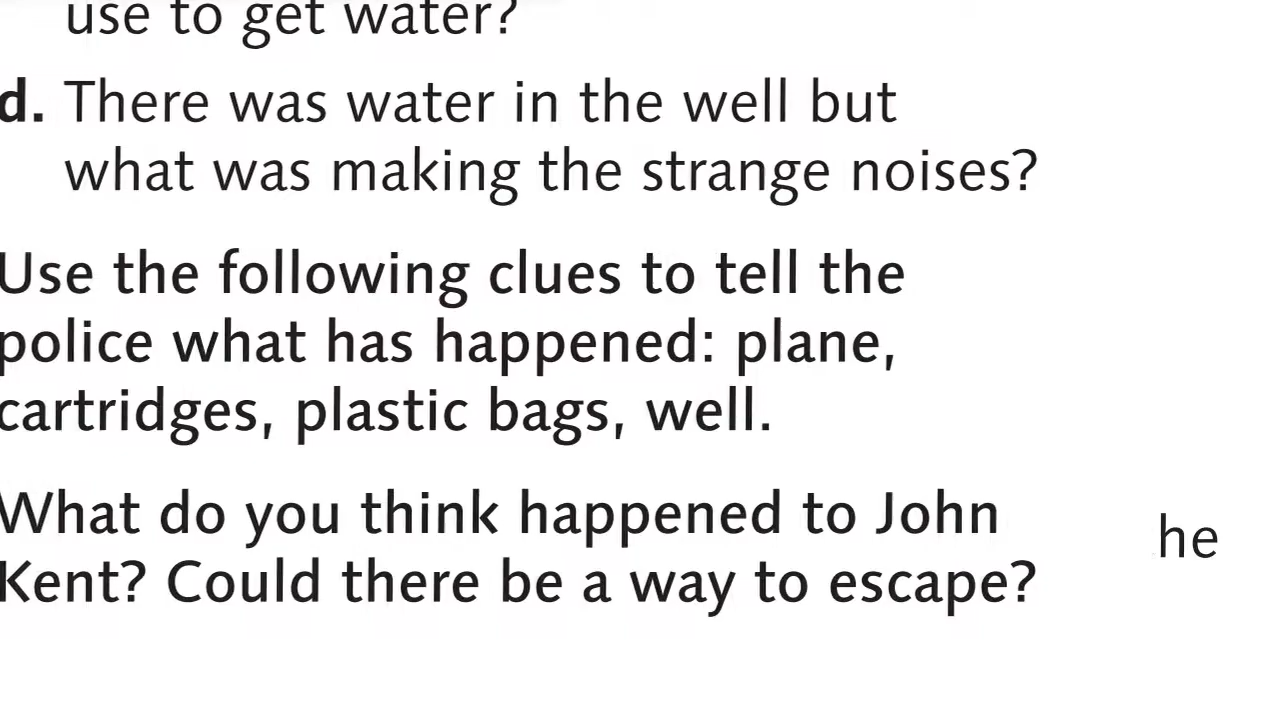 use to get water?
d. There was water in the well but
what was making the strange noises?
Use the following clues to tell the
police what has happened: plane,
cartridges, plastic bags, well.
What do you think happened to John
Kent? Could there be a way to escape?
he